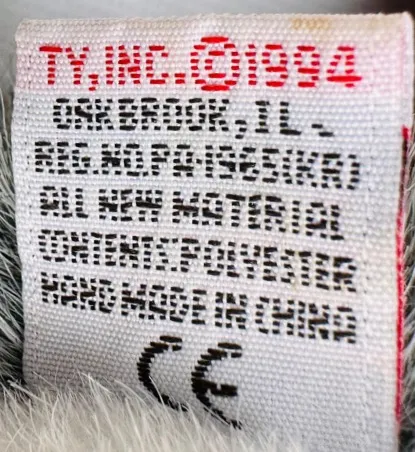 TY, INC. ©1994
OAKBROOK, IL.
REG. NO. PA-1965(KR)
ALL NEW MATERIAL
CONTENTS:POLYESTER
HAND MADE IN CHINA
CE